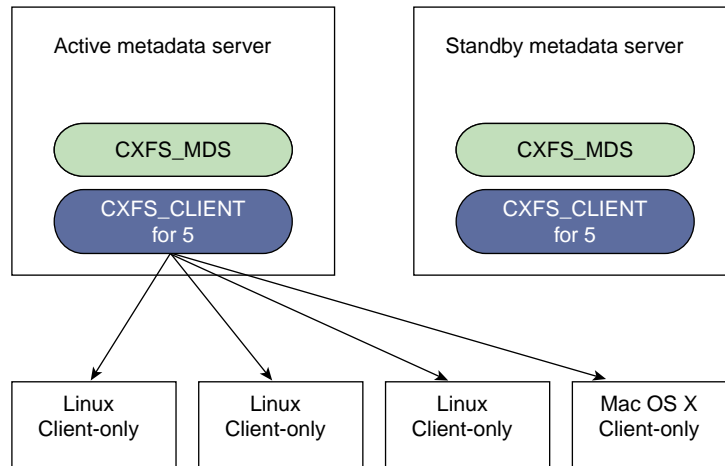 Active metadata server
Standby metadata server
CXFS_MDS
CXFS_MDS
CXFS_CLIENT
for 5
CXFS_CLIENT
for 5
Linux
Client-only
Linux
Client-only
Linux
Client-only
Mac OS X
Client-only